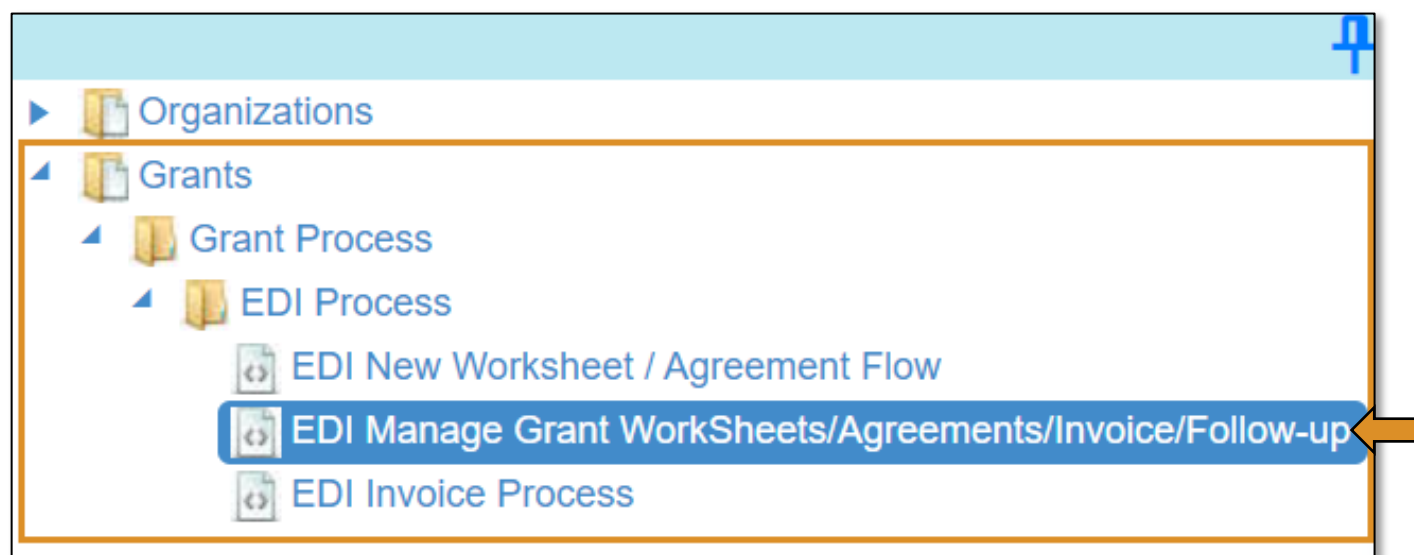 Organizations
Grants
Grant Process
EDI Process
EDI New Worksheet / Agreement Flow
EDI Manage Grant WorkSheets/Agreements/Invoice/Follow-up
EDI Invoice Process